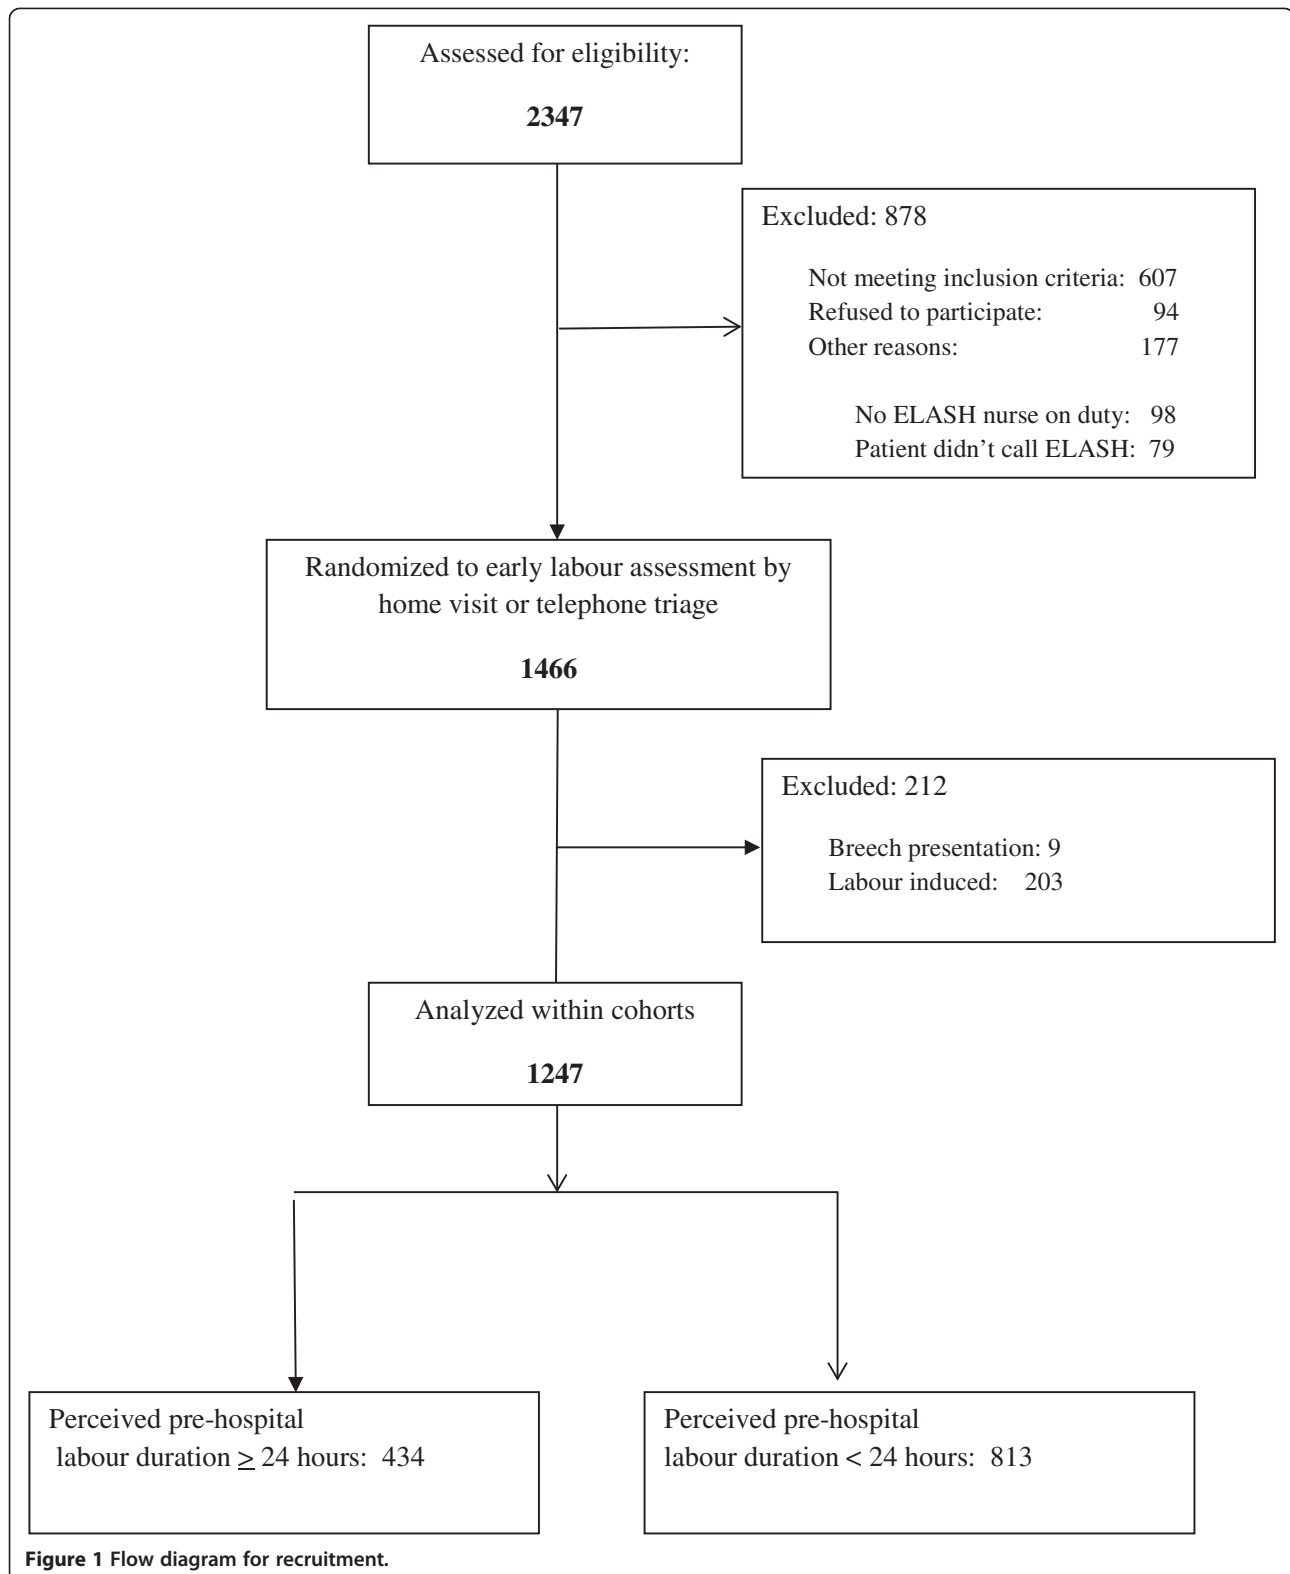 Assessed for eligibility:
2347
Excluded: 878
Not meeting inclusion criteria: 607
Refused to participate: 94
Other reasons: 177
No ELASH nurse on duty: 98
Patient didn't call ELASH: 79
Randomized to early labour assessment by
home visit or telephone triage
1466
Excluded: 212
Breech presentation: 9
Labour induced: 203
Analyzed within cohorts
1247
Perceived pre-hospital
labour duration ≥ 24 hours: 434
Perceived pre-hospital
labour duration < 24 hours: 813
Figure 1 Flow diagram for recruitment.